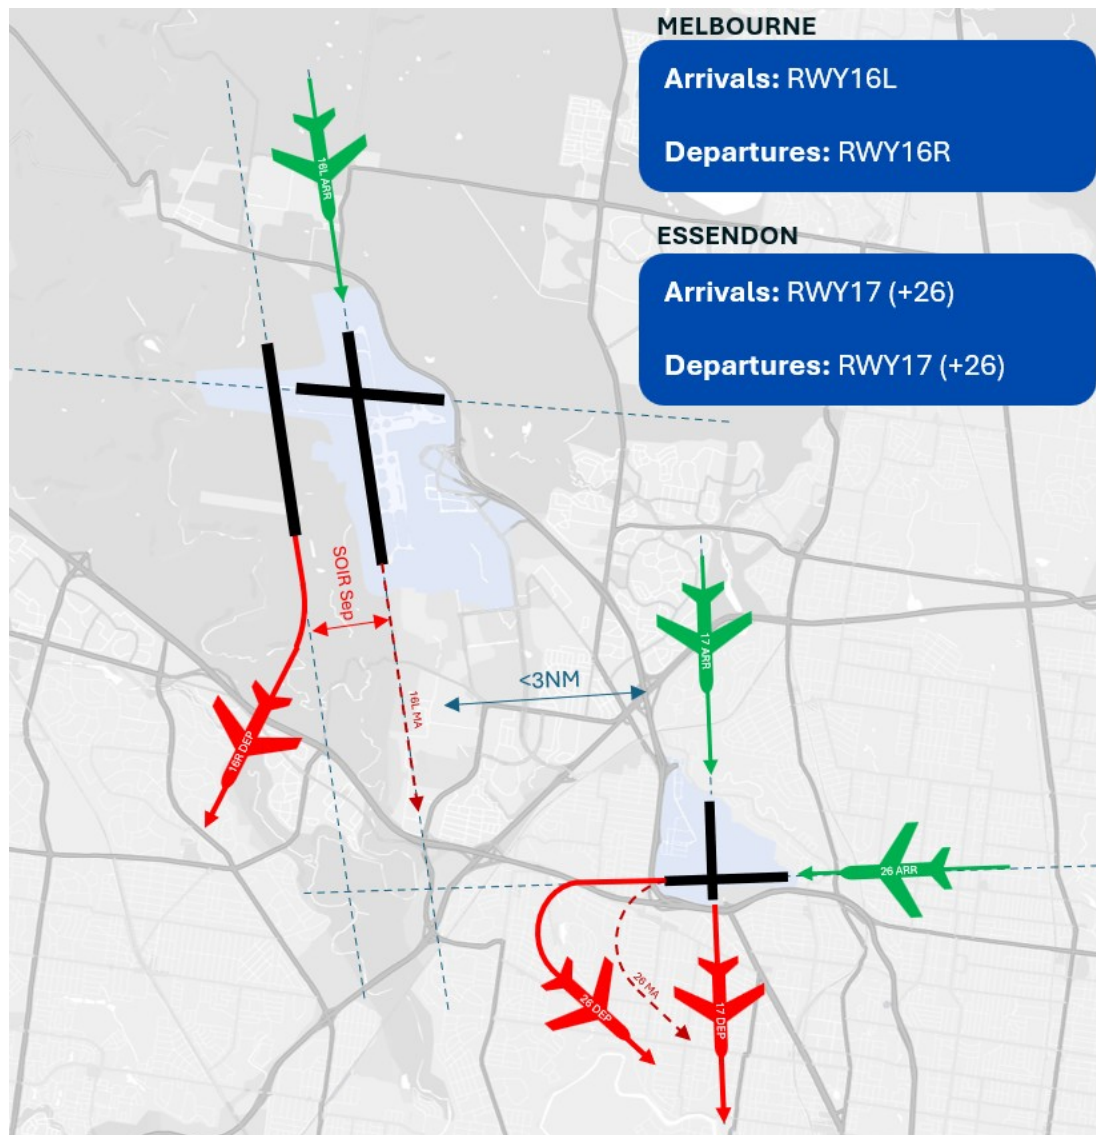 MELBOURNE
Arrivals: RWY16L
Departures: RWY16R
ESSENDON
Arrivals: RWY17 (+26)
Departures: RWY17 (+26)
16L ARR
SOIR Sep
16L MA
16R DEP
<3NM
17 ARR
26 ARR
26 DEP
26 MA
17 DEP